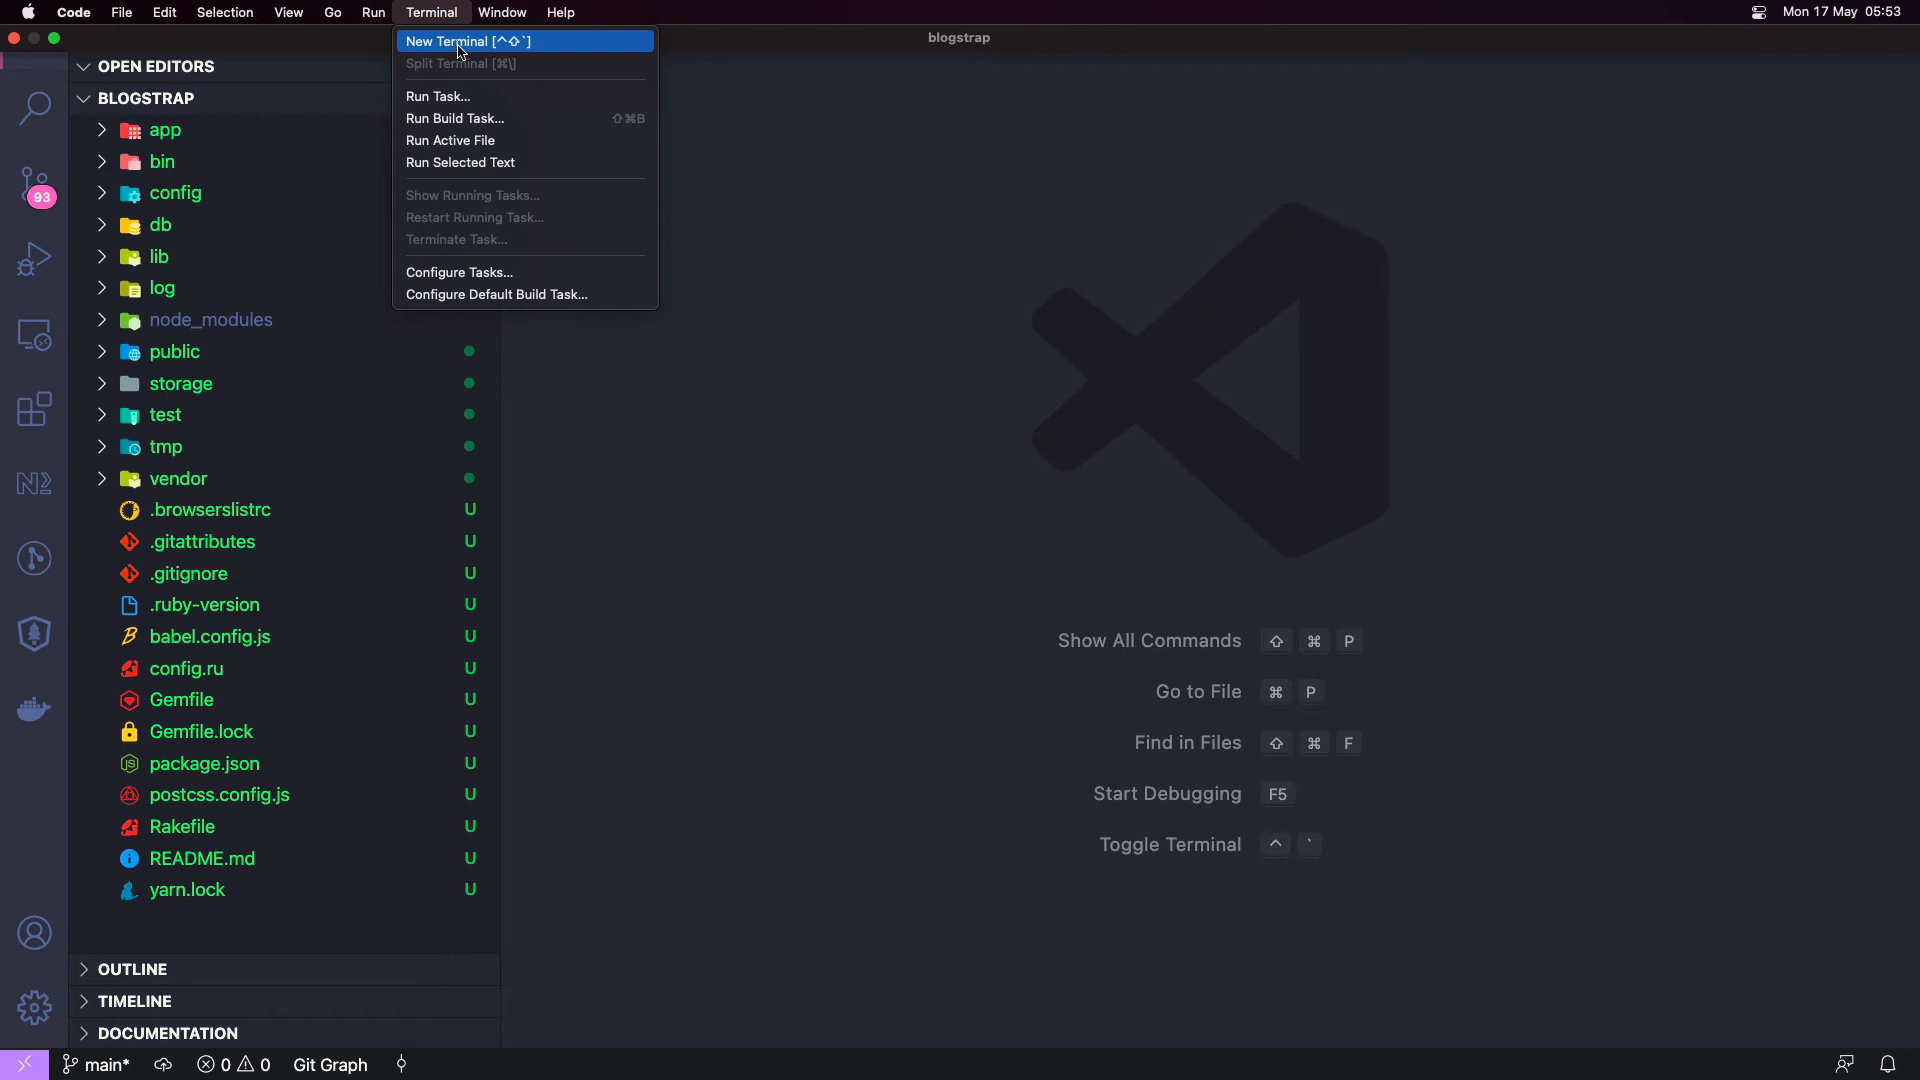 Code File Edit Selection View Go Run Terminal Window Help Mon 17 May 05:53
blogstrap
New Terminal [^⇧`]
Split Terminal [⌘\]
Run Task...
Run Build Task... ⇧⌘B
Run Active File
Run Selected Text
Show Running Tasks...
Restart Running Task...
Terminate Task...
Configure Tasks...
Configure Default Build Task...
93
OPEN EDITORS
BLOGSTRAP
app
bin
config
db
lib
log
node_modules
public
storage
test
tmp
vendor
.browserslistrc U
.gitattributes U
.gitignore U
.ruby-version U
babel.config.js U
config.ru U
Gemfile U
Gemfile.lock U
package.json U
postcss.config.js U
Rakefile U
README.md U
yarn.lock U
OUTLINE
TIMELINE
DOCUMENTATION
Show All Commands ⇧ ⌘ P
Go to File ⌘ P
Find in Files ⇧ ⌘ F
Start Debugging F5
Toggle Terminal ^ `
main* 0 0 Git Graph